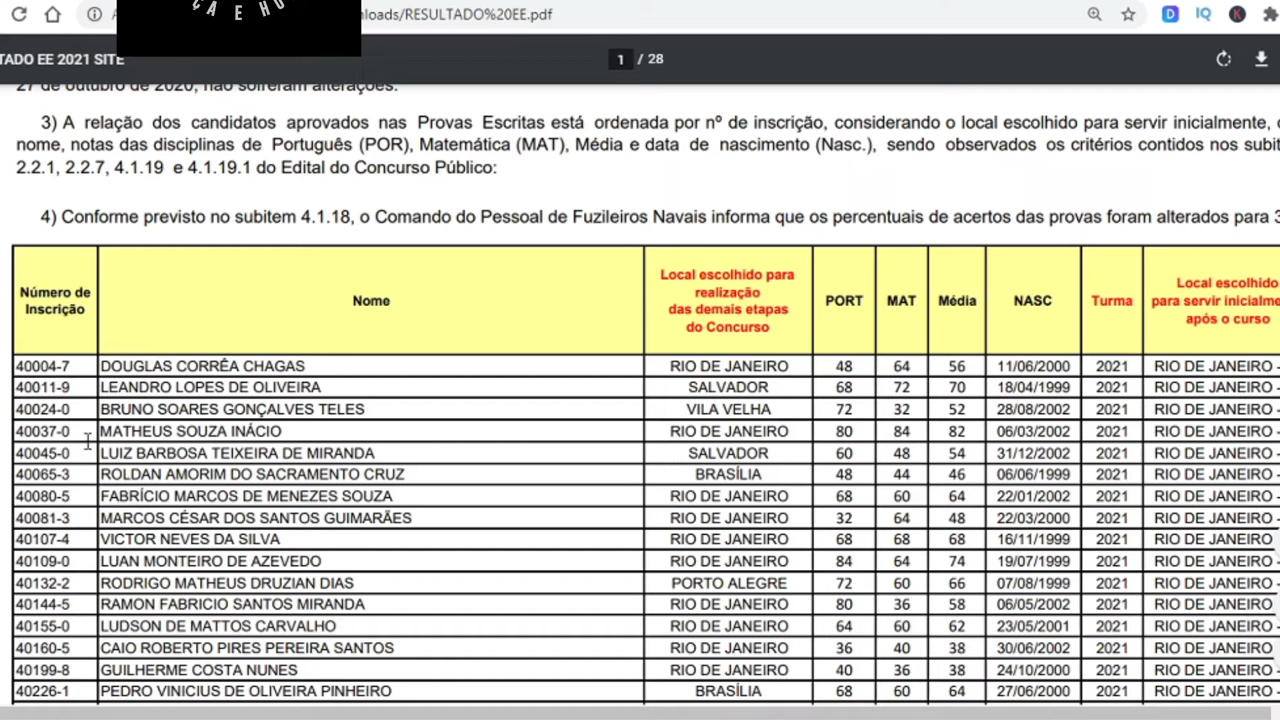 ÇAEHO
loads/RESULTADO%20EE.pdf
TADO EE 2021 SITE
1 / 28
27 de outubro de 2020, não sofreram alterações.
3) A relação dos candidatos aprovados nas Provas Escritas está ordenada por nº de inscrição, considerando o local escolhido para servir inicialmente,
nome, notas das disciplinas de Português (POR), Matemática (MAT), Média e data de nascimento (Nasc.), sendo observados os critérios contidos nos subit
2.2.1, 2.2.7, 4.1.19 e 4.1.19.1 do Edital do Concurso Público:
4) Conforme previsto no subitem 4.1.18, o Comando do Pessoal de Fuzileiros Navais informa que os percentuais de acertos das provas foram alterados para 3
Número de Inscrição Nome Local escolhido para realização das demais etapas do Concurso PORT MAT Média NASC Turma Local escolhido para servir inicialme após o curso
40004-7 DOUGLAS CORRÊA CHAGAS RIO DE JANEIRO 48 64 56 11/06/2000 2021 RIO DE JANEIRO -
40011-9 LEANDRO LOPES DE OLIVEIRA SALVADOR 68 72 70 18/04/1999 2021 RIO DE JANEIRO -
40024-0 BRUNO SOARES GONÇALVES TELES VILA VELHA 72 32 52 28/08/2002 2021 RIO DE JANEIRO -
40037-0 MATHEUS SOUZA INÁCIO RIO DE JANEIRO 80 84 82 06/03/2002 2021 RIO DE JANEIRO -
40045-0 LUIZ BARBOSA TEIXEIRA DE MIRANDA SALVADOR 60 48 54 31/12/2002 2021 RIO DE JANEIRO -
40065-3 ROLDAN AMORIM DO SACRAMENTO CRUZ BRASÍLIA 48 44 46 06/06/1999 2021 RIO DE JANEIRO -
40080-5 FABRÍCIO MARCOS DE MENEZES SOUZA RIO DE JANEIRO 68 60 64 22/01/2002 2021 RIO DE JANEIRO -
40081-3 MARCOS CÉSAR DOS SANTOS GUIMARÃES RIO DE JANEIRO 32 64 48 22/03/2000 2021 RIO DE JANEIRO -
40107-4 VICTOR NEVES DA SILVA RIO DE JANEIRO 68 68 68 16/11/1999 2021 RIO DE JANEIRO -
40109-0 LUAN MONTEIRO DE AZEVEDO RIO DE JANEIRO 84 64 74 19/07/1999 2021 RIO DE JANEIRO -
40132-2 RODRIGO MATHEUS DRUZIAN DIAS PORTO ALEGRE 72 60 66 07/08/1999 2021 RIO DE JANEIRO -
40144-5 RAMON FABRICIO SANTOS MIRANDA RIO DE JANEIRO 80 36 58 06/05/2002 2021 RIO DE JANEIRO
40155-0 LUDSON DE MATTOS CARVALHO RIO DE JANEIRO 64 60 62 23/05/2001 2021 RIO DE JANEIRO
40160-5 CAIO ROBERTO PIRES PEREIRA SANTOS RIO DE JANEIRO 36 40 38 30/06/2002 2021 RIO DE JANEIRO
40199-8 GUILHERME COSTA NUNES RIO DE JANEIRO 40 36 38 24/10/2000 2021 RIO DE JANEIRO -
40226-1 PEDRO VINICIUS DE OLIVEIRA PINHEIRO BRASÍLIA 68 60 64 27/06/2000 2021 RIO DE JANEIRO -